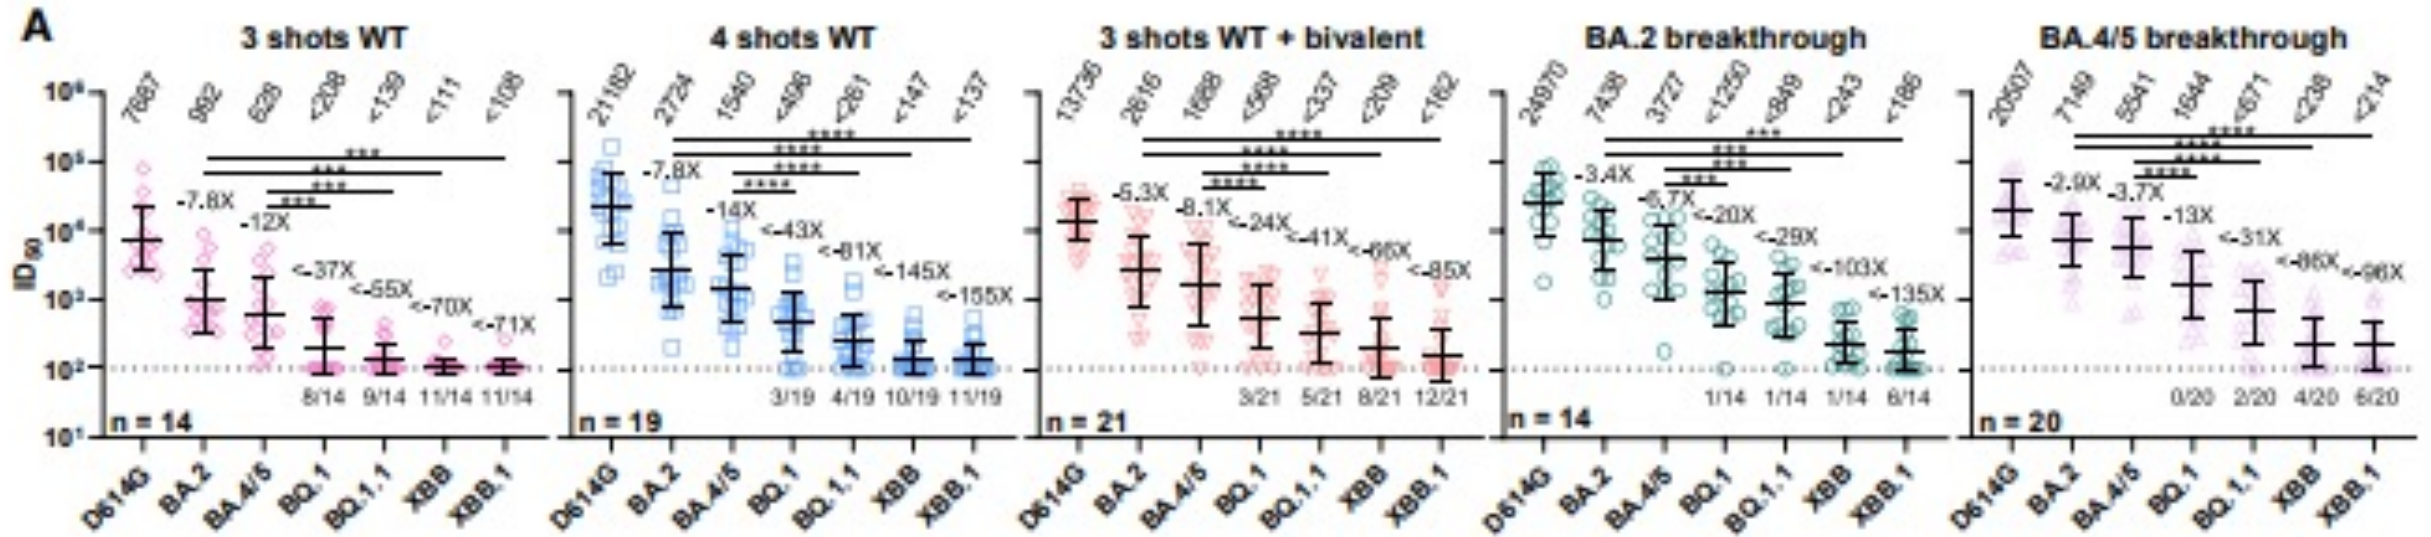 A
3 shots WT
4 shots WT
3 shots WT + bivalent
BA.2 breakthrough
BA.4/5 breakthrough
7687 992 628 <208 <139 <111 <108
21182 2724 1540 <496 <261 <147 <137
13736 2616 1688 <568 <337 <209 <162
24970 7438 3727 <1250 <849 <243 <186
20507 7149 5541 1644 <671 <238 <214
ID50
10⁶
10⁵
10⁴
10³
10²
10¹
*** *** *** ***
-7.8X -12X <-37X <-55X <-70X <-71X
8/14 9/14 11/14 11/14
n = 14
D614G BA.2 BA.4/5 BQ.1 BQ.1.1 XBB XBB.1
**** **** **** ****
-7.8X -14X <-43X <-81X <-145X <-155X
3/19 4/19 10/19 11/19
n = 19
D614G BA.2 BA.4/5 BQ.1 BQ.1.1 XBB XBB.1
**** **** **** ****
-5.3X -8.1X <-24X <-41X <-66X <-85X
3/21 5/21 8/21 12/21
n = 21
D614G BA.2 BA.4/5 BQ.1 BQ.1.1 XBB XBB.1
*** *** *** ***
-3.4X -6.7X <-20X <-29X <-103X <-135X
1/14 1/14 1/14 6/14
n = 14
D614G BA.2 BA.4/5 BQ.1 BQ.1.1 XBB XBB.1
**** **** **** ****
-2.9X -3.7X -13X <-31X <-86X <-96X
0/20 2/20 4/20 6/20
n = 20
D614G BA.2 BA.4/5 BQ.1 BQ.1.1 XBB XBB.1